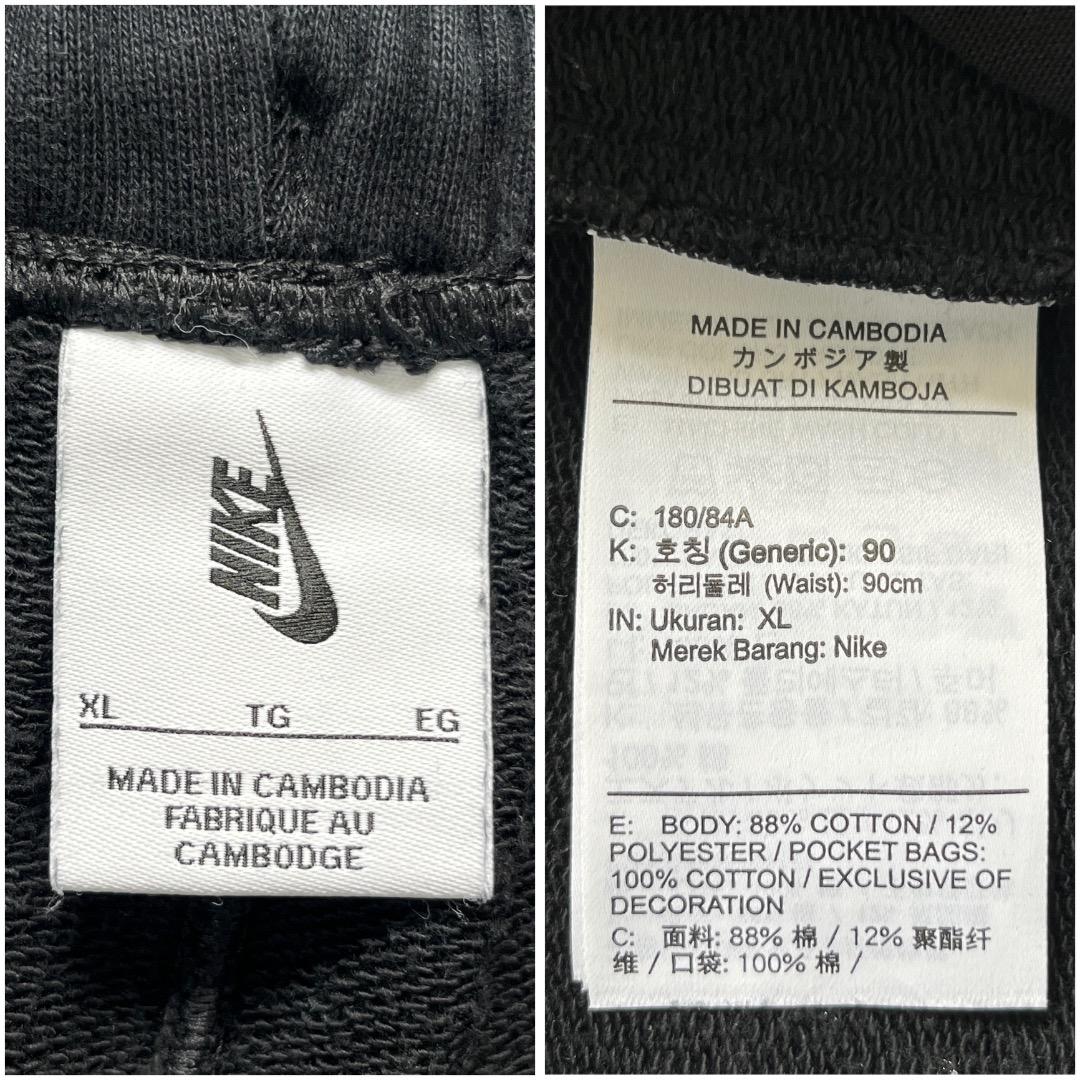 NIKE
XL TG EG
MADE IN CAMBODIA
FABRIQUE AU
CAMBODGE
MADE IN CAMBODIA
カンボジア製
DIBUAT DI KAMBOJA
C: 180/84A
K: 호칭 (Generic): 90
허리둘레 (Waist): 90cm
IN: Ukuran: XL
Merek Barang: Nike
E: BODY: 88% COTTON / 12%
POLYESTER / POCKET BAGS:
100% COTTON / EXCLUSIVE OF
DECORATION
C: 面料: 88% 棉 / 12% 聚酯纤
维 / 口袋: 100% 棉 /